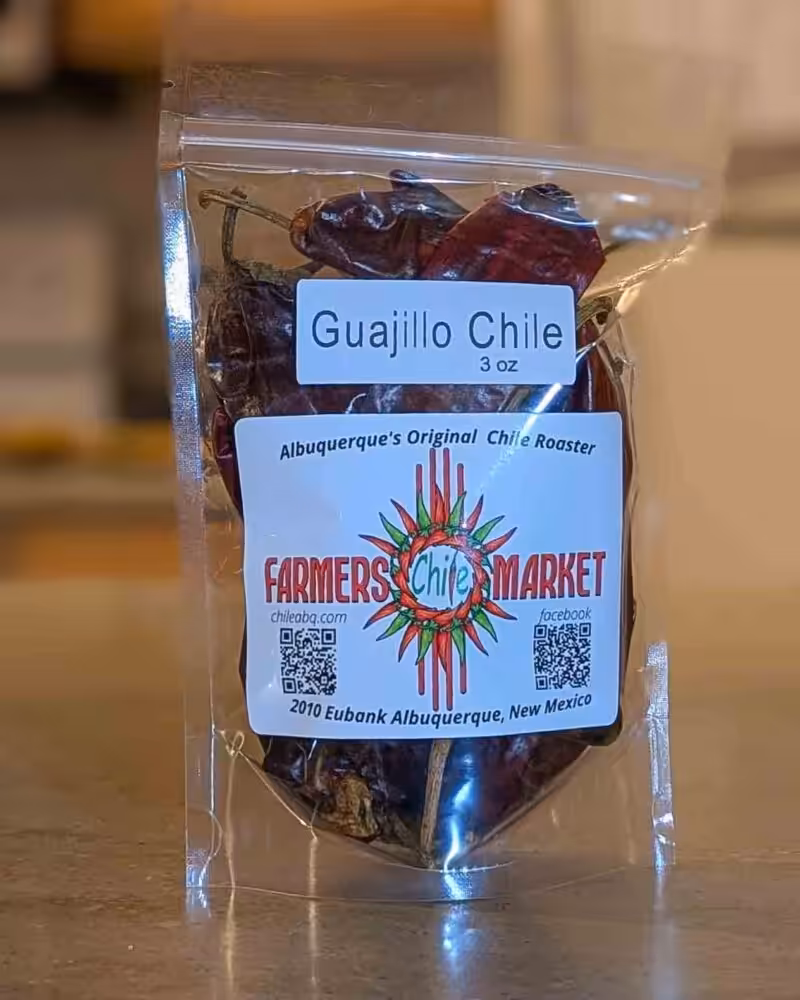 Guajillo Chile
3 oz
Albuquerque's Original Chile Roaster
FARMERS Chile MARKET
chileabq.com
facebook
2010 Eubank Albuquerque, New Mexico